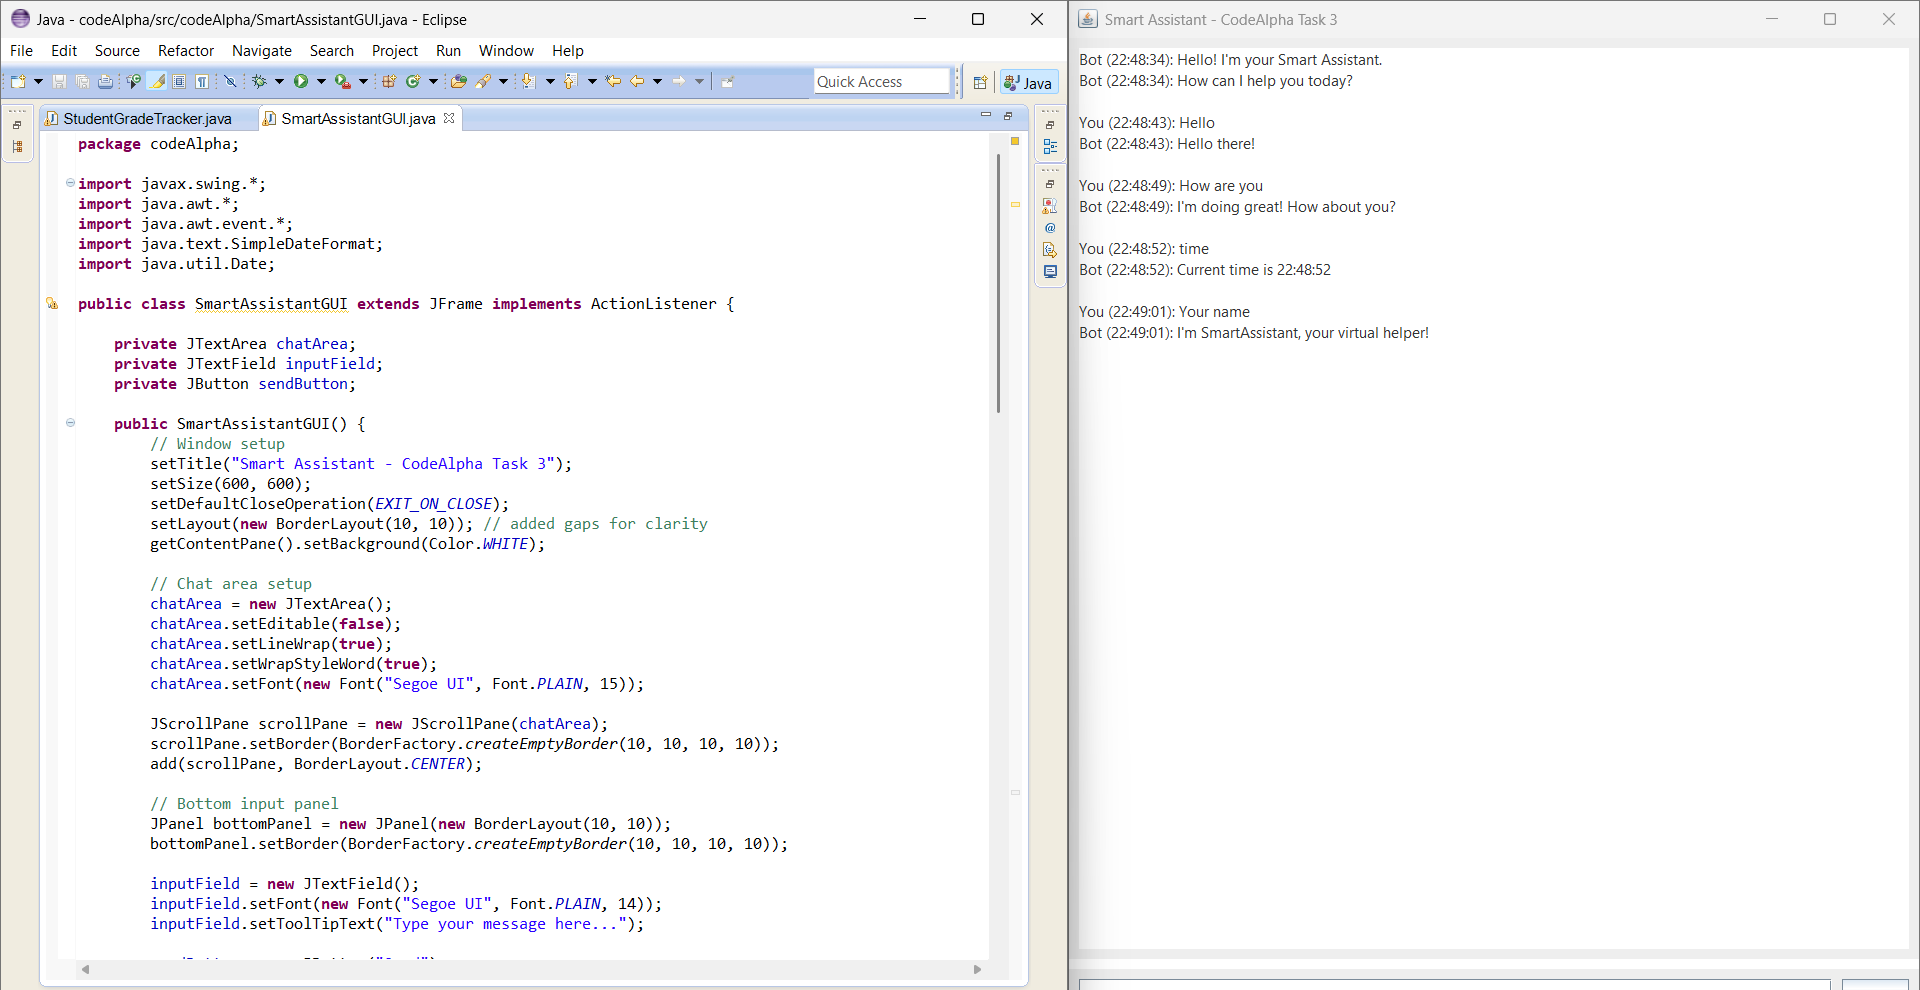 Java - codeAlpha/src/codeAlpha/SmartAssistantGUI.java - Eclipse
File Edit Source Refactor Navigate Search Project Run Window Help
Quick Access
Java
StudentGradeTracker.java
SmartAssistantGUI.java
package codeAlpha;
import javax.swing.*;
import java.awt.*;
import java.awt.event.*;
import java.text.SimpleDateFormat;
import java.util.Date;
public class SmartAssistantGUI extends JFrame implements ActionListener {
private JTextArea chatArea;
private JTextField inputField;
private JButton sendButton;
public SmartAssistantGUI() {
// Window setup
setTitle("Smart Assistant - CodeAlpha Task 3");
setSize(600, 600);
setDefaultCloseOperation(EXIT_ON_CLOSE);
setLayout(new BorderLayout(10, 10)); // added gaps for clarity
getContentPane().setBackground(Color.WHITE);
// Chat area setup
chatArea = new JTextArea();
chatArea.setEditable(false);
chatArea.setLineWrap(true);
chatArea.setWrapStyleWord(true);
chatArea.setFont(new Font("Segoe UI", Font.PLAIN, 15));
JScrollPane scrollPane = new JScrollPane(chatArea);
scrollPane.setBorder(BorderFactory.createEmptyBorder(10, 10, 10, 10));
add(scrollPane, BorderLayout.CENTER);
// Bottom input panel
JPanel bottomPanel = new JPanel(new BorderLayout(10, 10));
bottomPanel.setBorder(BorderFactory.createEmptyBorder(10, 10, 10, 10));
inputField = new JTextField();
inputField.setFont(new Font("Segoe UI", Font.PLAIN, 14));
inputField.setToolTipText("Type your message here...");
Smart Assistant - CodeAlpha Task 3
Bot (22:48:34): Hello! I'm your Smart Assistant.
Bot (22:48:34): How can I help you today?
You (22:48:43): Hello
Bot (22:48:43): Hello there!
You (22:48:49): How are you
Bot (22:48:49): I'm doing great! How about you?
You (22:48:52): time
Bot (22:48:52): Current time is 22:48:52
You (22:49:01): Your name
Bot (22:49:01): I'm SmartAssistant, your virtual helper!